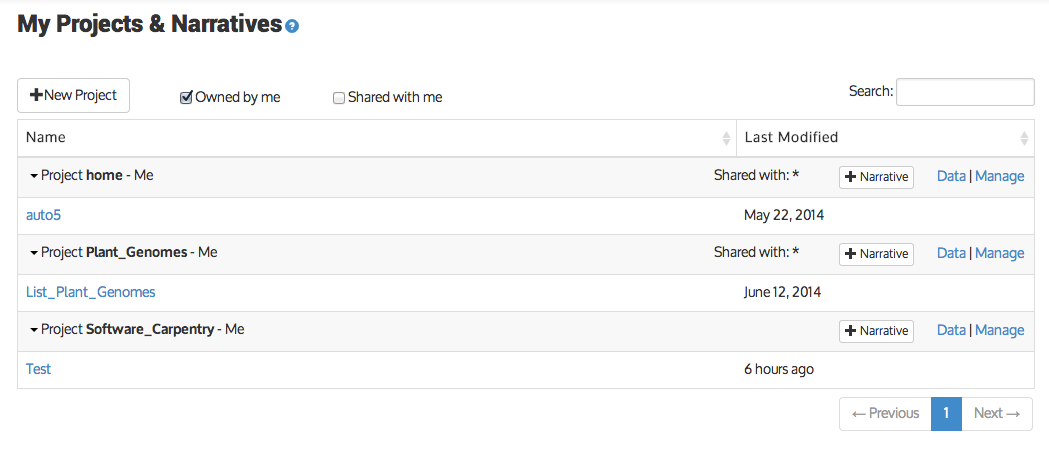 My Projects & Narratives ?
+New Project Owned by me Shared with me Search:
Name Last Modified
Project home - Me Shared with: * + Narrative Data | Manage
auto5 May 22, 2014
Project Plant_Genomes - Me Shared with: * + Narrative Data | Manage
List_Plant_Genomes June 12, 2014
Project Software_Carpentry - Me + Narrative Data | Manage
Test 6 hours ago
← Previous 1 Next →